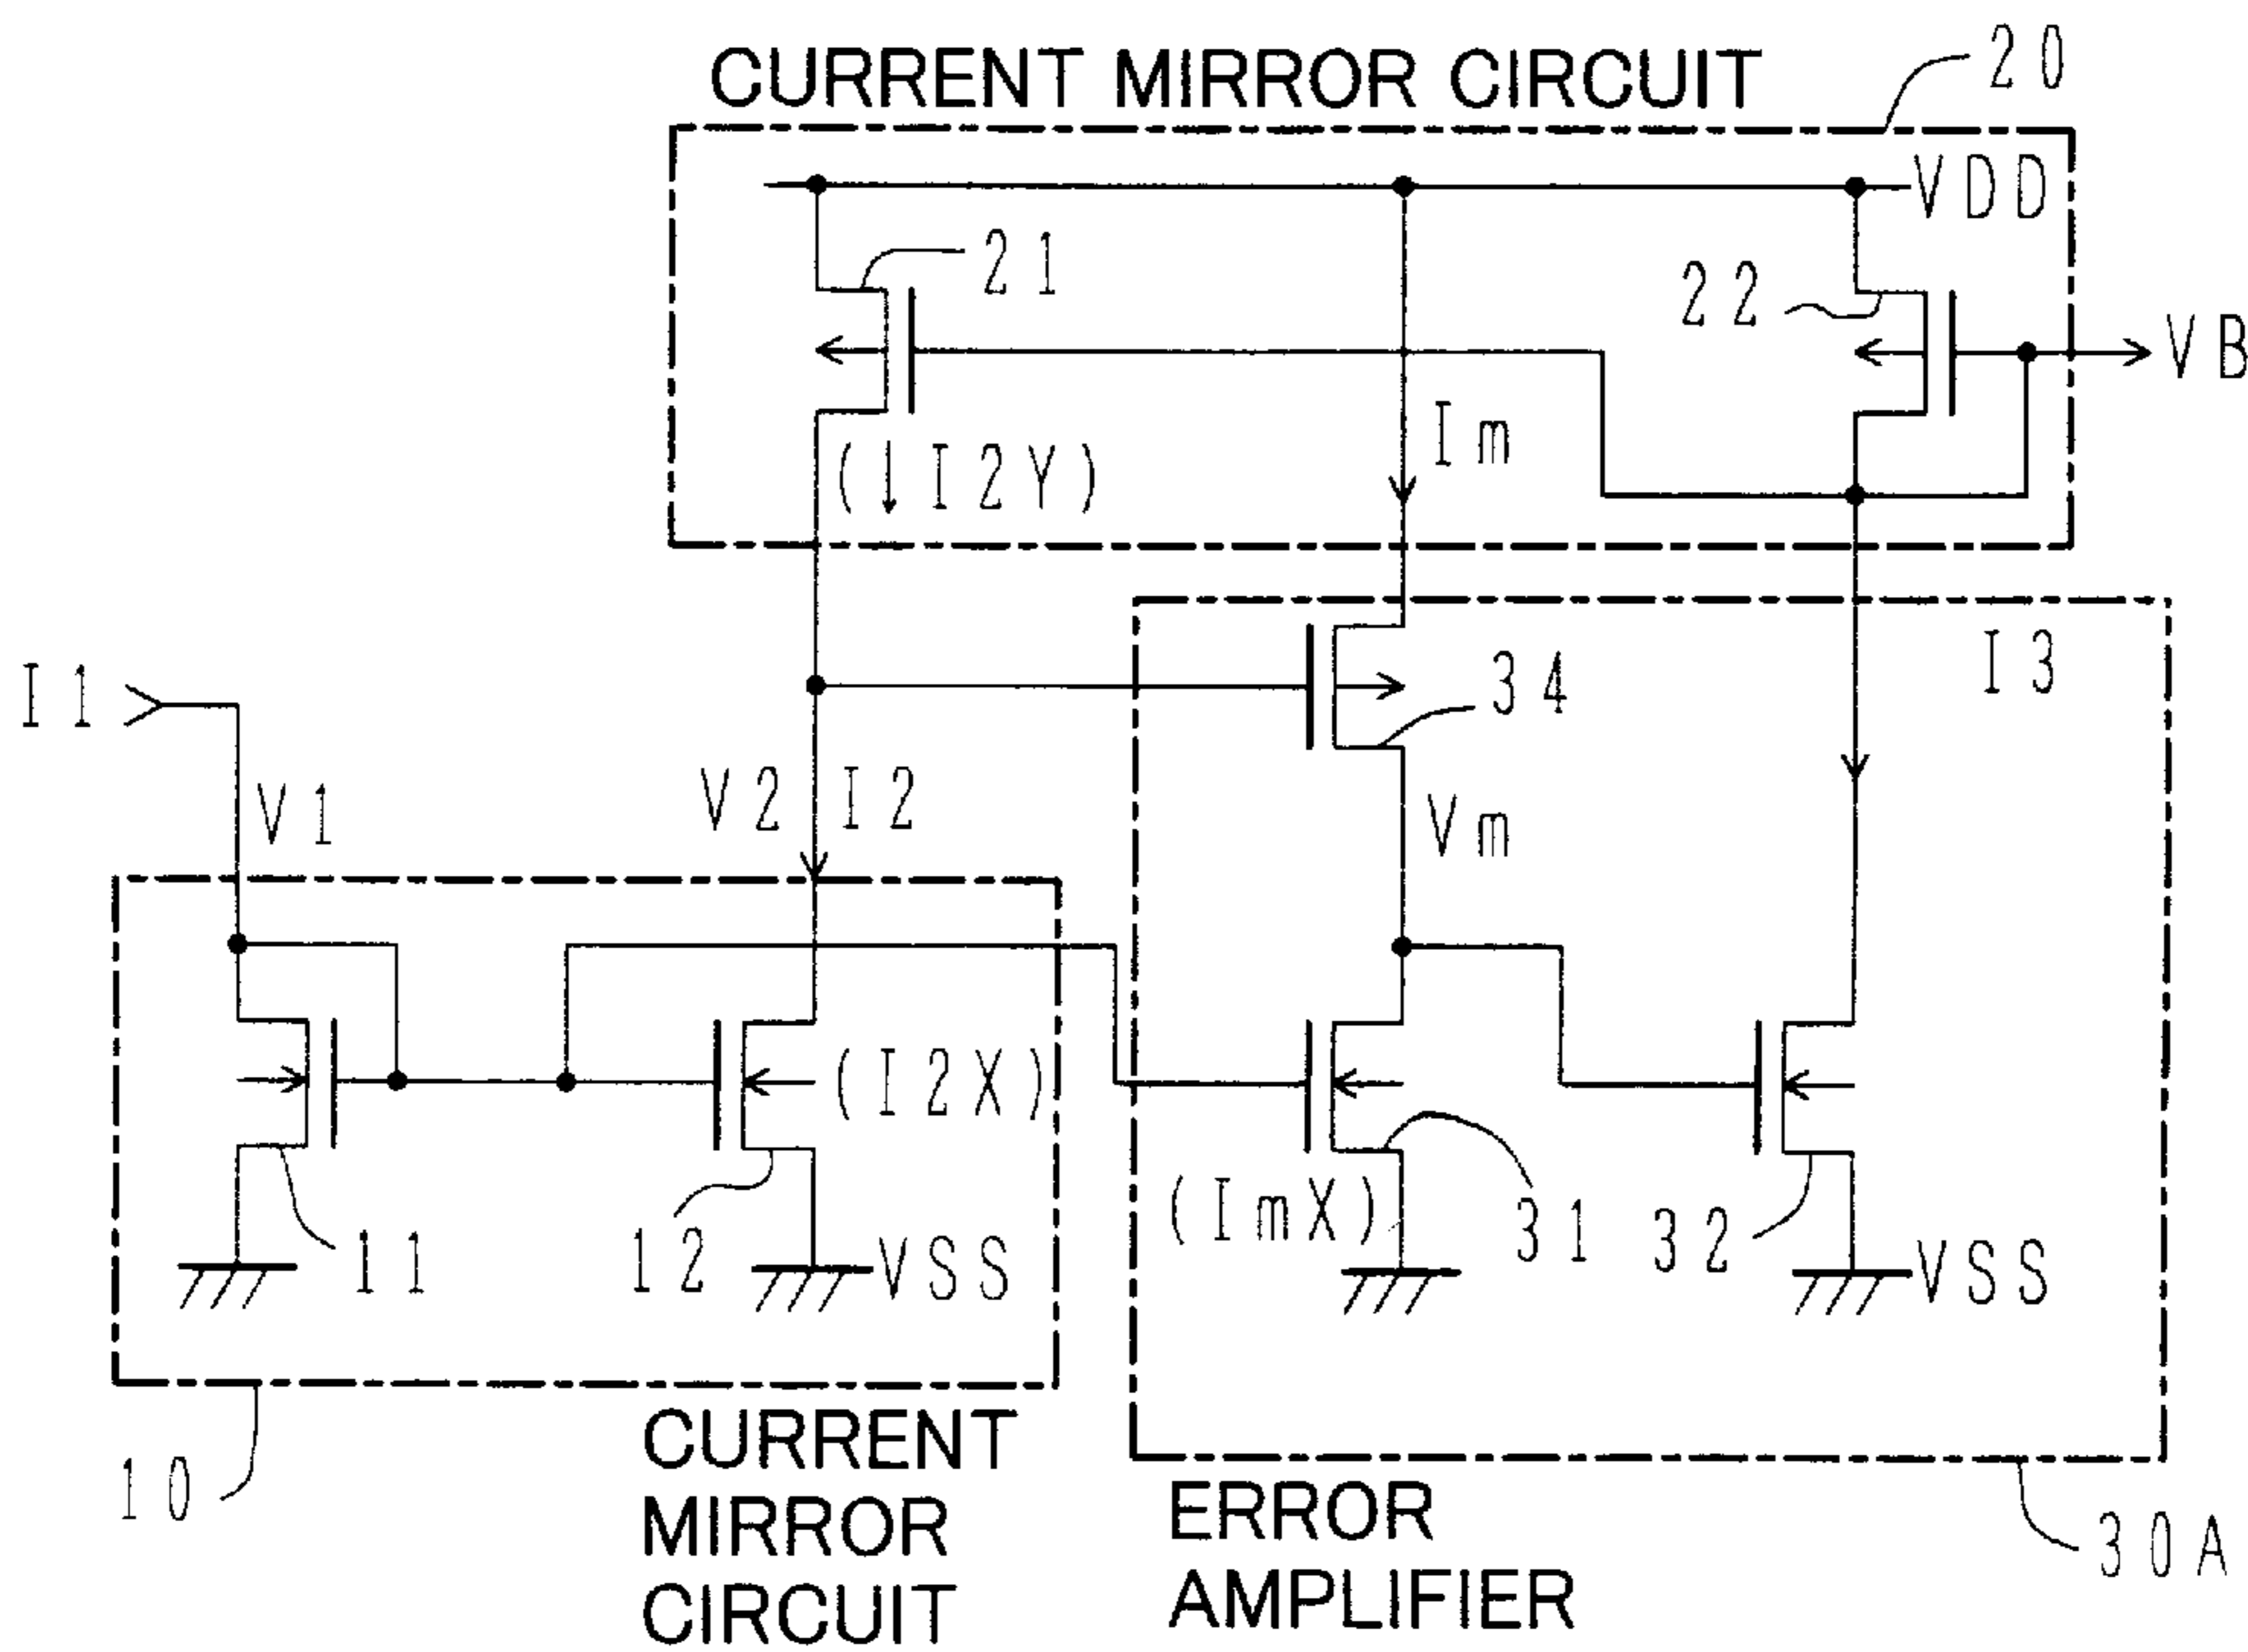 CURRENT MIRROR CIRCUIT
20
VDD
21
22
VB
(↓I2Y)
Im
I3
I1
34
V1
V2
I2
Vm
(I2X)
(ImX)
11
12
VSS
31
32
VSS
10
CURRENT
MIRROR
CIRCUIT
ERROR
AMPLIFIER
30A